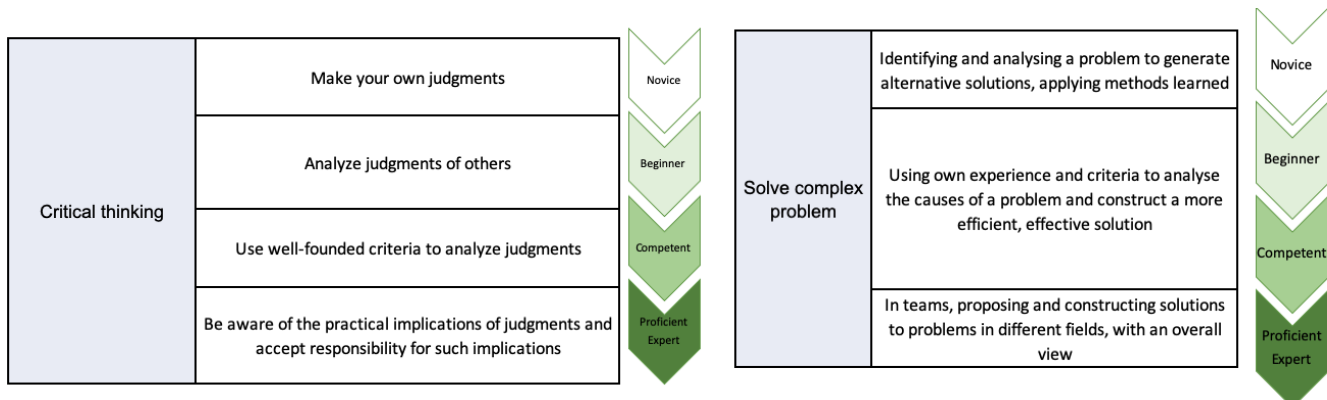 Critical thinking
Make your own judgments
Analyze judgments of others
Use well-founded criteria to analyze judgments
Be aware of the practical implications of judgments and
accept responsibility for such implications
Novice
Beginner
Competent
Proficient
Expert
Solve complex
problem
Identifying and analysing a problem to generate
alternative solutions, applying methods learned
Using own experience and criteria to analyse
the causes of a problem and construct a more
efficient, effective solution
In teams, proposing and constructing solutions
to problems in different fields, with an overall
view
Novice
Beginner
Competent
Proficient
Expert